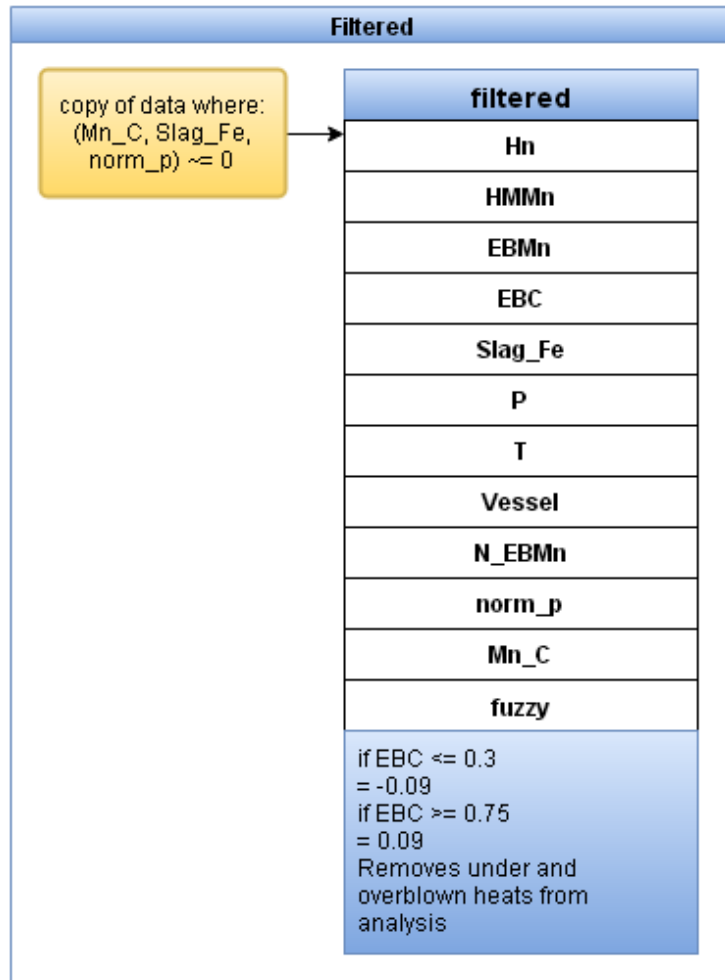 Filtered
copy of data where:
(Mn_C, Slag_Fe,
norm_p) ~= 0
filtered
Hn
HMMn
EBMn
EBC
Slag_Fe
P
T
Vessel
N_EBMn
norm_p
Mn_C
fuzzy
if EBC <= 0.3
= -0.09
if EBC >= 0.75
= 0.09
Removes under and
overblown heats from
analysis